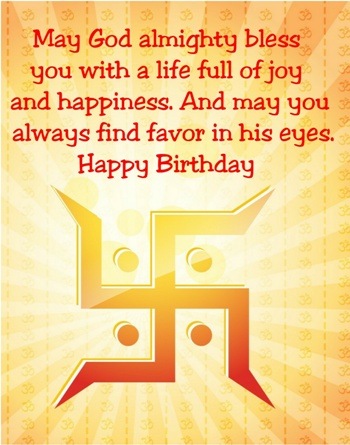 May God almighty bless
you with a life full of joy
and happiness. And may you
always find favor in his eyes.
Happy Birthday